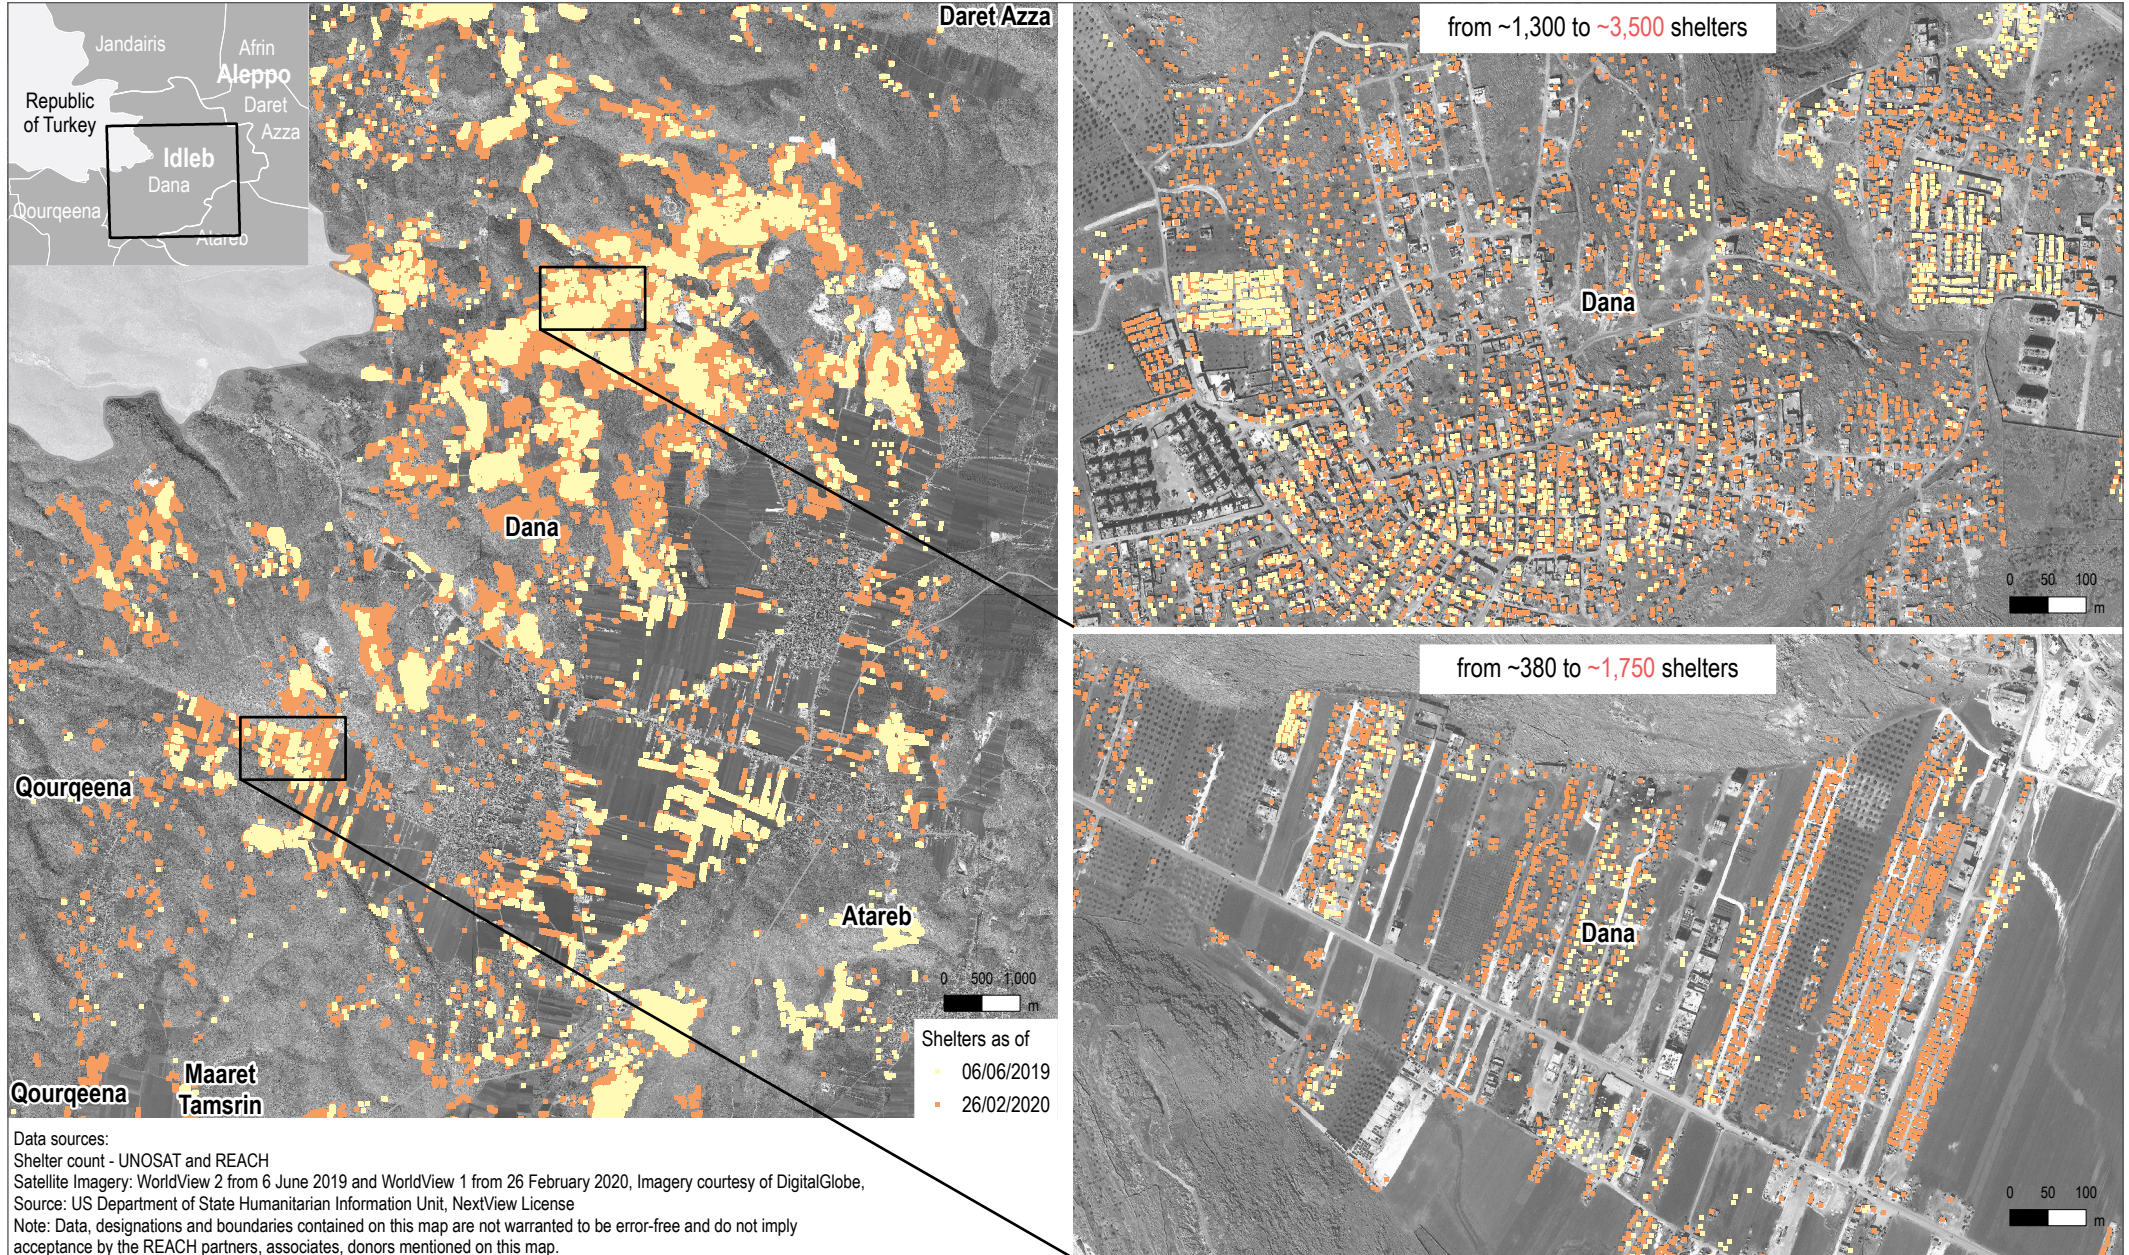 Jandairis
Afrin
Aleppo
Republic
of Turkey
Daret
Azza
Idleb
Dana
Qourqeena
Atareb
Daret Azza
Dana
Qourqeena
Atareb
0 500 1,000
m
Shelters as of
06/06/2019
26/02/2020
Maaret
Tamsrin
Qourqeena
from ~1,300 to ~3,500 shelters
Dana
0 50 100
m
from ~380 to ~1,750 shelters
Dana
0 50 100
m
Data sources:
Shelter count - UNOSAT and REACH
Satellite Imagery: WorldView 2 from 6 June 2019 and WorldView 1 from 26 February 2020, Imagery courtesy of DigitalGlobe,
Source: US Department of State Humanitarian Information Unit, NextView License
Note: Data, designations and boundaries contained on this map are not warranted to be error-free and do not imply
acceptance by the REACH partners, associates, donors mentioned on this map.